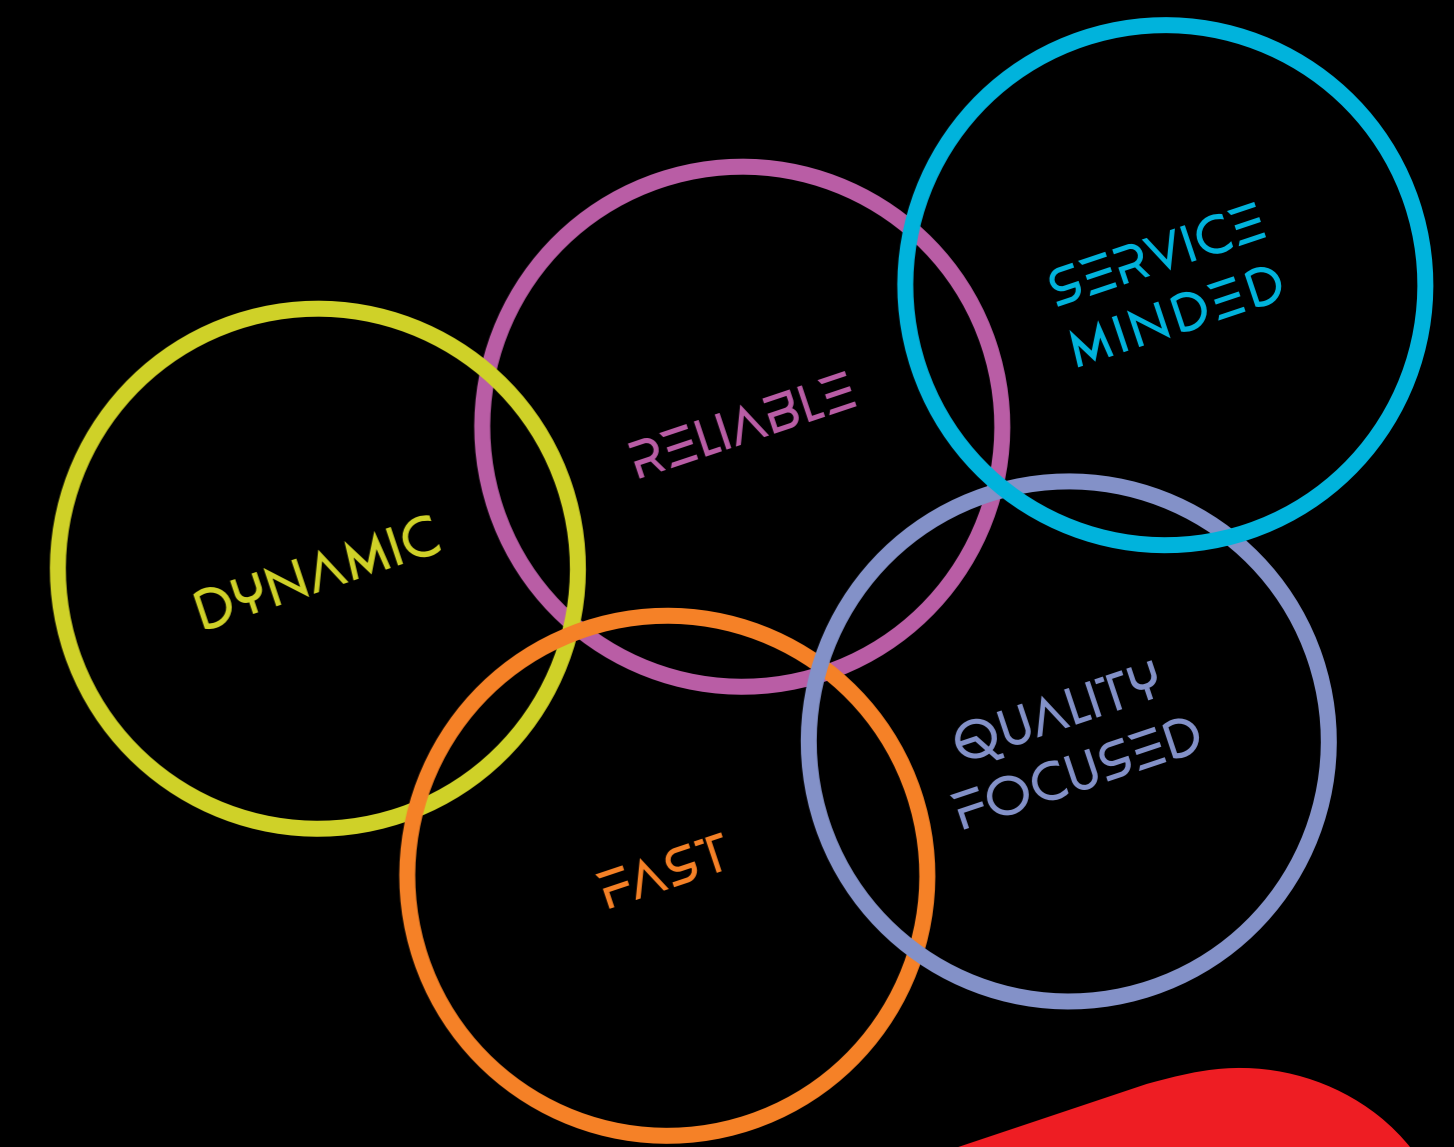 SERVICE
MINDED
RELIABLE
DYNAMIC
QUALITY
FOCUSED
FAST